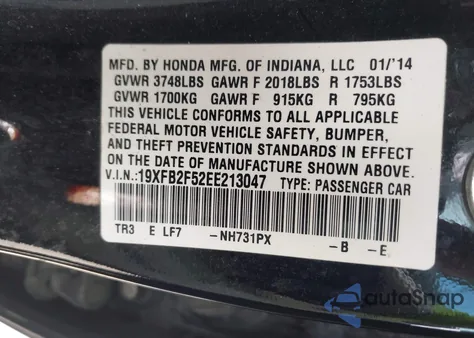 MFD. BY HONDA MFG. OF INDIANA, LLC 01/'14
GVWR 3748LBS GAWR F 2018LBS R 1753LBS
GVWR 1700KG GAWR F 915KG R 795KG
THIS VEHICLE CONFORMS TO ALL APPLICABLE
FEDERAL MOTOR VEHICLE SAFETY, BUMPER,
AND THEFT PREVENTION STANDARDS IN EFFECT ON
THE DATE OF MANUFACTURE SHOWN ABOVE.
V.I.N.:19XFB2F52EE213047 TYPE: PASSENGER CAR
TR3 E LF7 -NH731PX -B -E
autoSnap